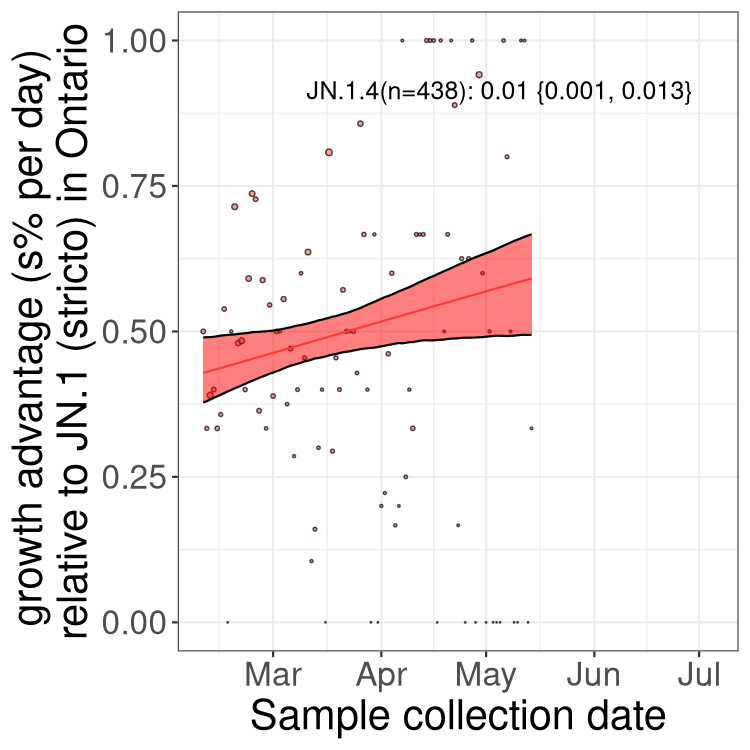 growth advantage (s% per day)
relative to JN.1 (stricto) in Ontario
1.00
0.75
0.50
0.25
0.00
JN.1.4(n=438): 0.01 {0.001, 0.013}
Mar Apr May Jun Jul
Sample collection date